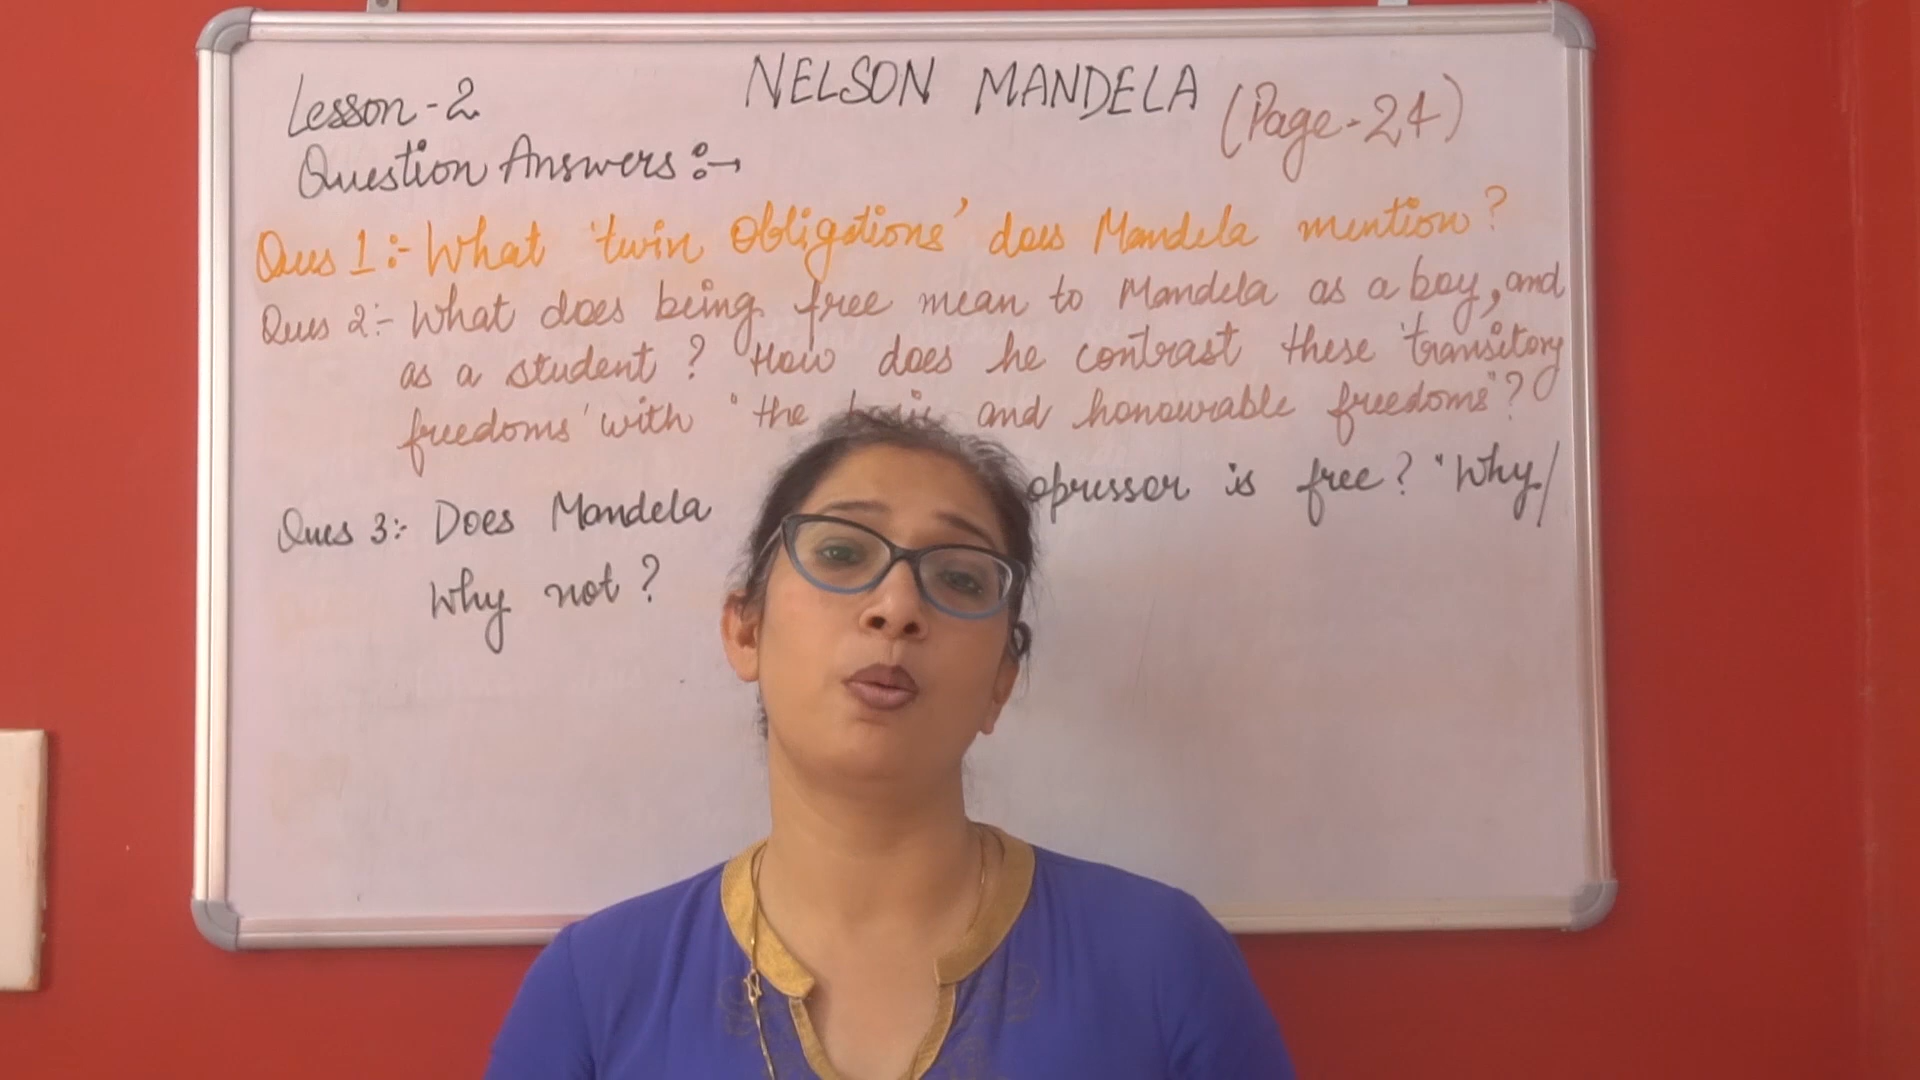 Lesson-2 NELSON MANDELA (Page-24)
Question Answers :→
Ques 1:- What 'twin Obligations' does Mandela mention?
Ques 2:- What does being free mean to Mandela as a boy, and
as a student? How does he contrast these 'transitory
freedoms' with "the and honourable freedoms"?
Ques 3:- Does Mandela is free? "Why/
Why not?